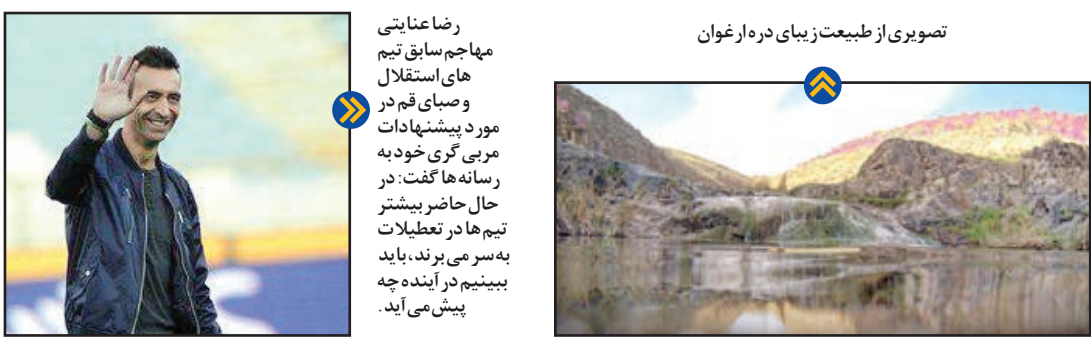 تصویری از طبیعت زیبای دره ارغوان
رضا عنایتی
مهاجم سابق تیم
های استقلال
و صبای قم در
مورد پیشنهادات
مربی گری خود به
رسانه ها گفت: در
حال حاضر بیشتر
تیم ها در تعطیلات
به سر می برند، باید
ببینیم در آینده چه
پیش می آید.